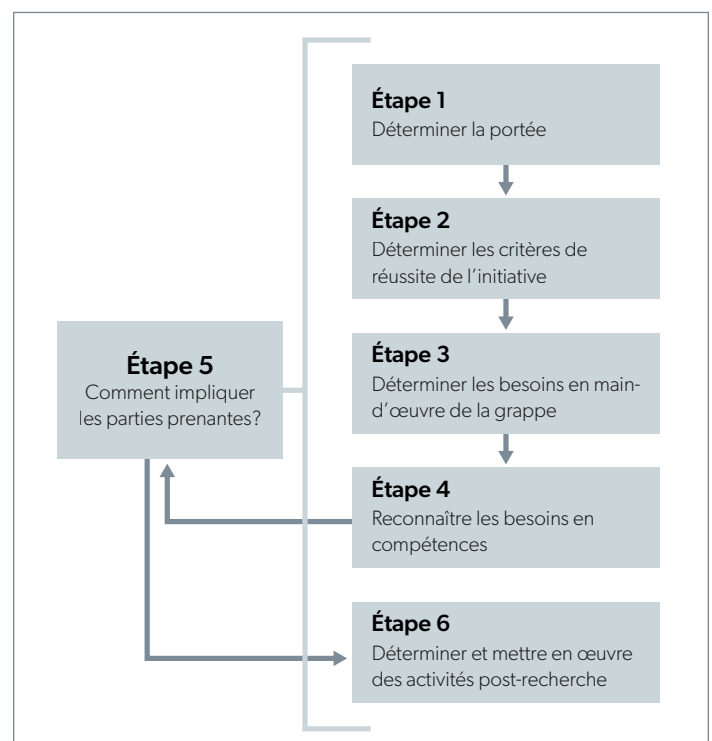 Étape 1
Déterminer la portée
Étape 2
Déterminer les critères de
réussite de l'initiative
Étape 3
Déterminer les besoins en main-
d'œuvre de la grappe
Étape 4
Reconnaître les besoins en
compétences
Étape 5
Comment impliquer
les parties prenantes?
Étape 6
Déterminer et mettre en œuvre
des activités post-recherche